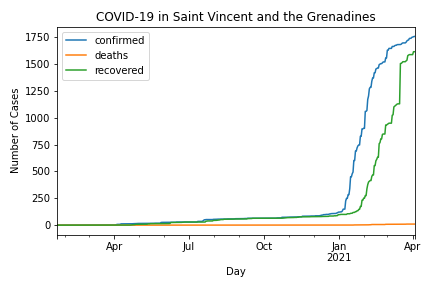 COVID-19 in Saint Vincent and the Grenadines
confirmed
deaths
recovered
1750
1500
1250
1000
750
500
250
0
Number of Cases
Apr
Jul
Oct
Jan
2021
Apr
Day